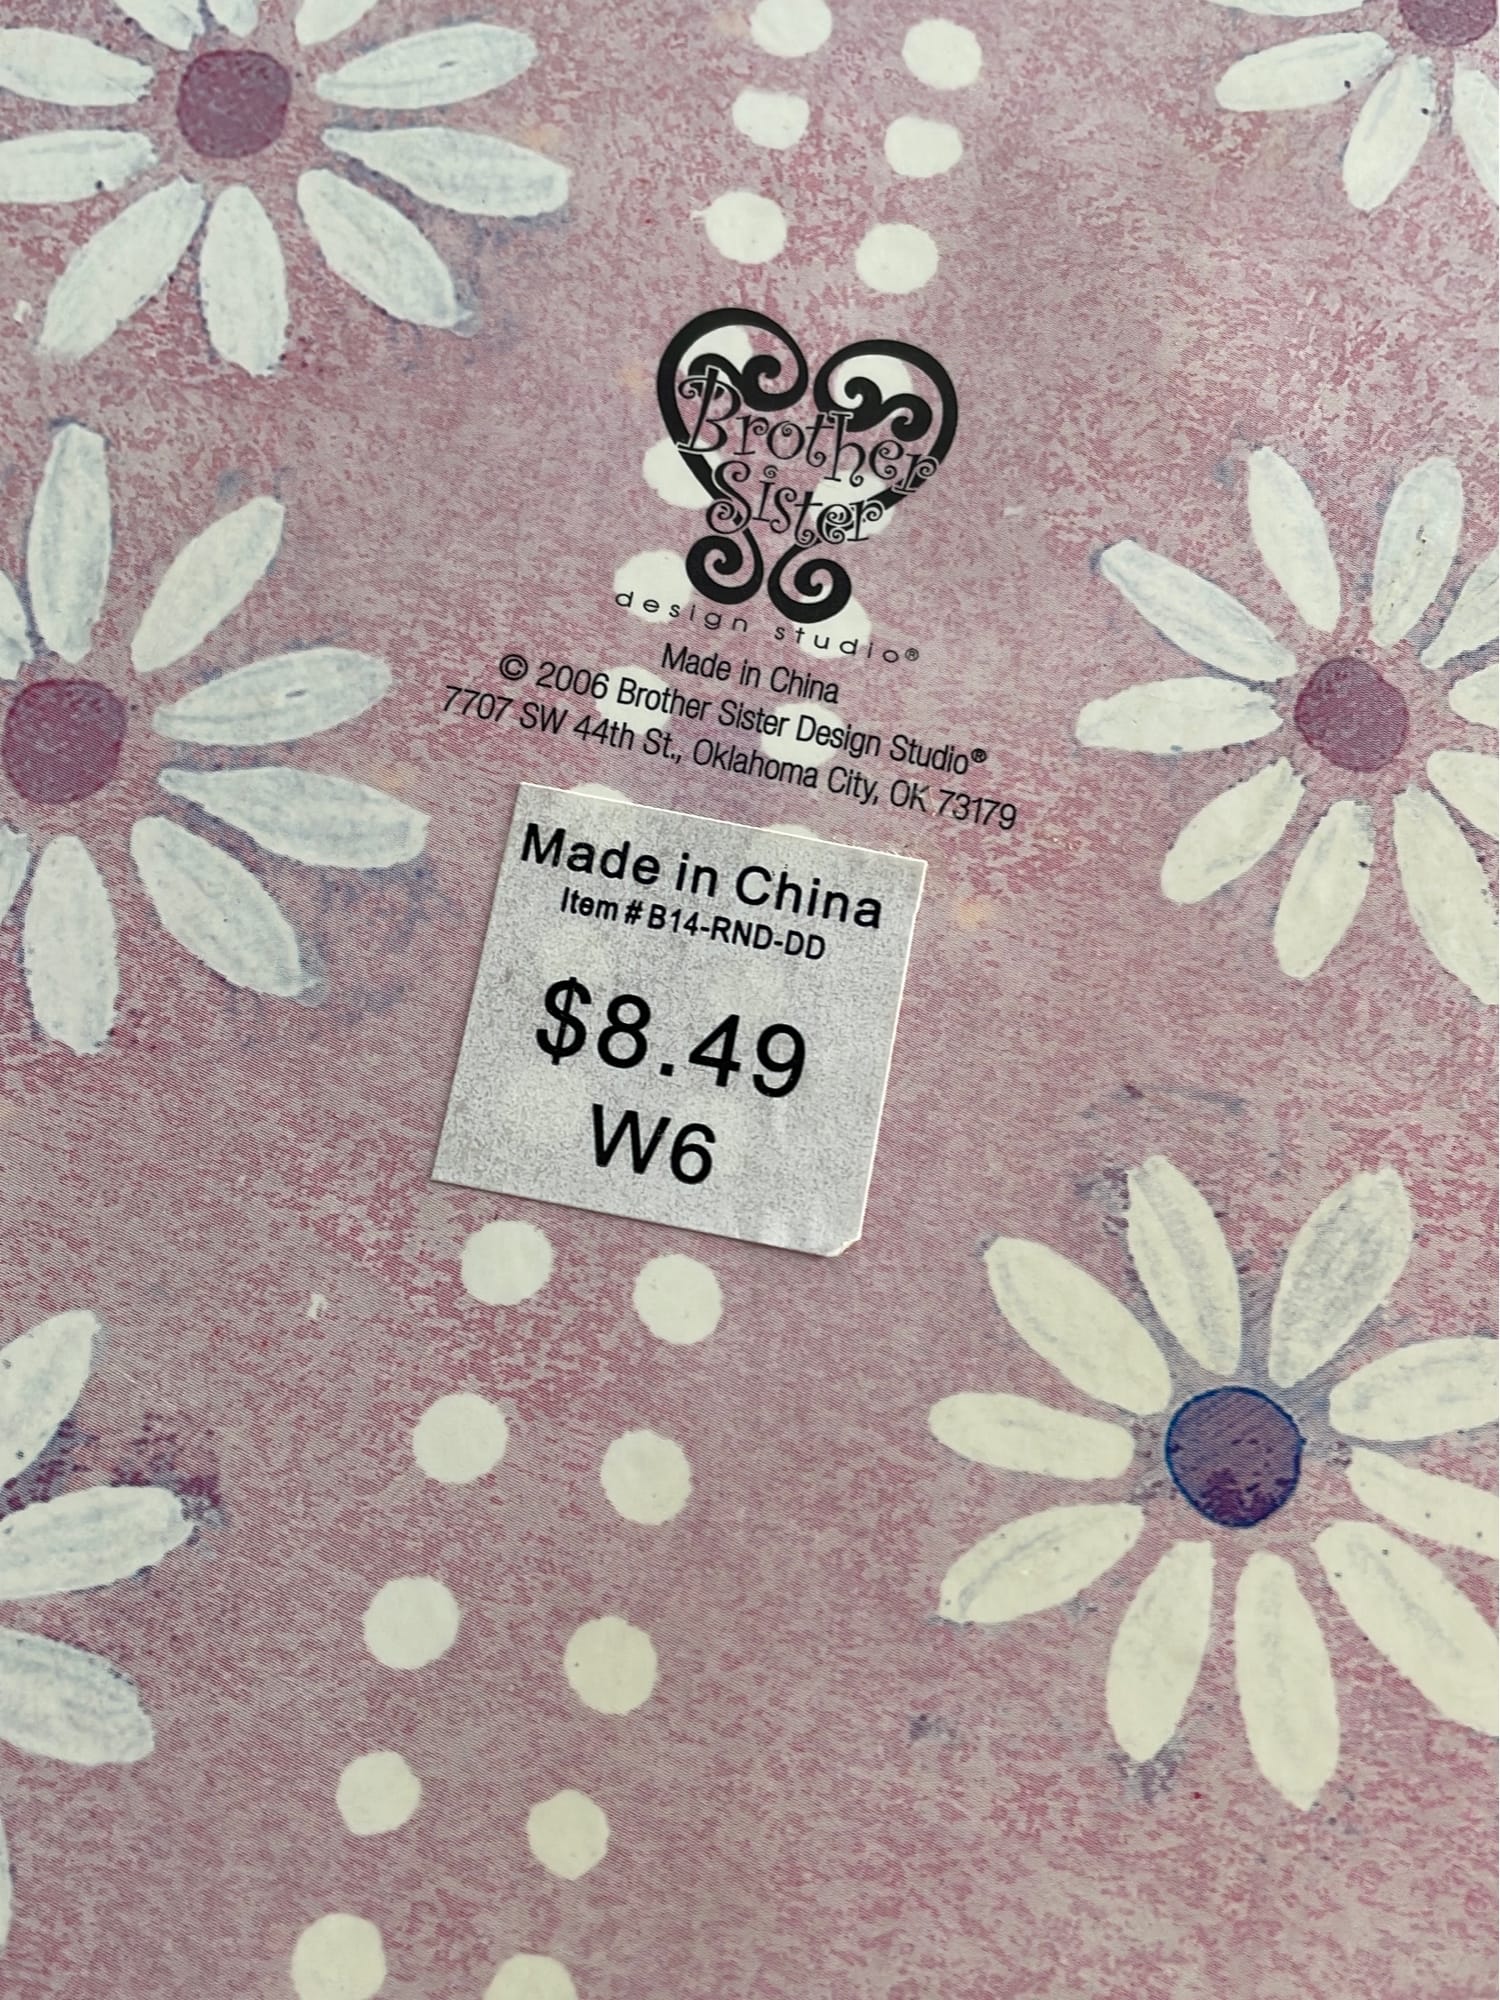 Brother
Sister
design studio®
Made in China
© 2006 Brother Sister Design Studio®
7707 SW 44th St., Oklahoma City, OK 73179
Made in China
Item # B14-RND-DD
$8.49
W6